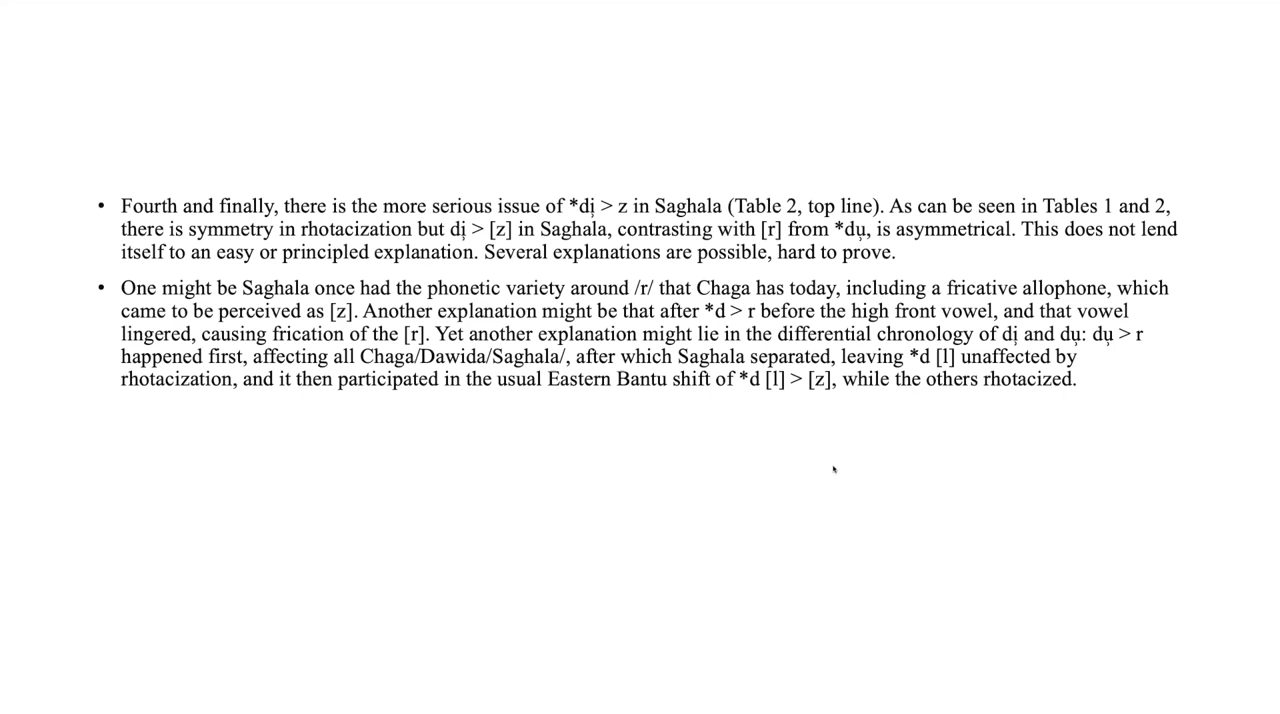 • Fourth and finally, there is the more serious issue of *dị > z in Saghala (Table 2, top line). As can be seen in Tables 1 and 2,
there is symmetry in rhotacization but dị > [z] in Saghala, contrasting with [r] from *dụ, is asymmetrical. This does not lend
itself to an easy or principled explanation. Several explanations are possible, hard to prove.
• One might be Saghala once had the phonetic variety around /r/ that Chaga has today, including a fricative allophone, which
came to be perceived as [z]. Another explanation might be that after *d > r before the high front vowel, and that vowel
lingered, causing frication of the [r]. Yet another explanation might lie in the differential chronology of dị and dụ: dụ > r
happened first, affecting all Chaga/Dawida/Saghala/, after which Saghala separated, leaving *d [l] unaffected by
rhotacization, and it then participated in the usual Eastern Bantu shift of *d [l] > [z], while the others rhotacized.